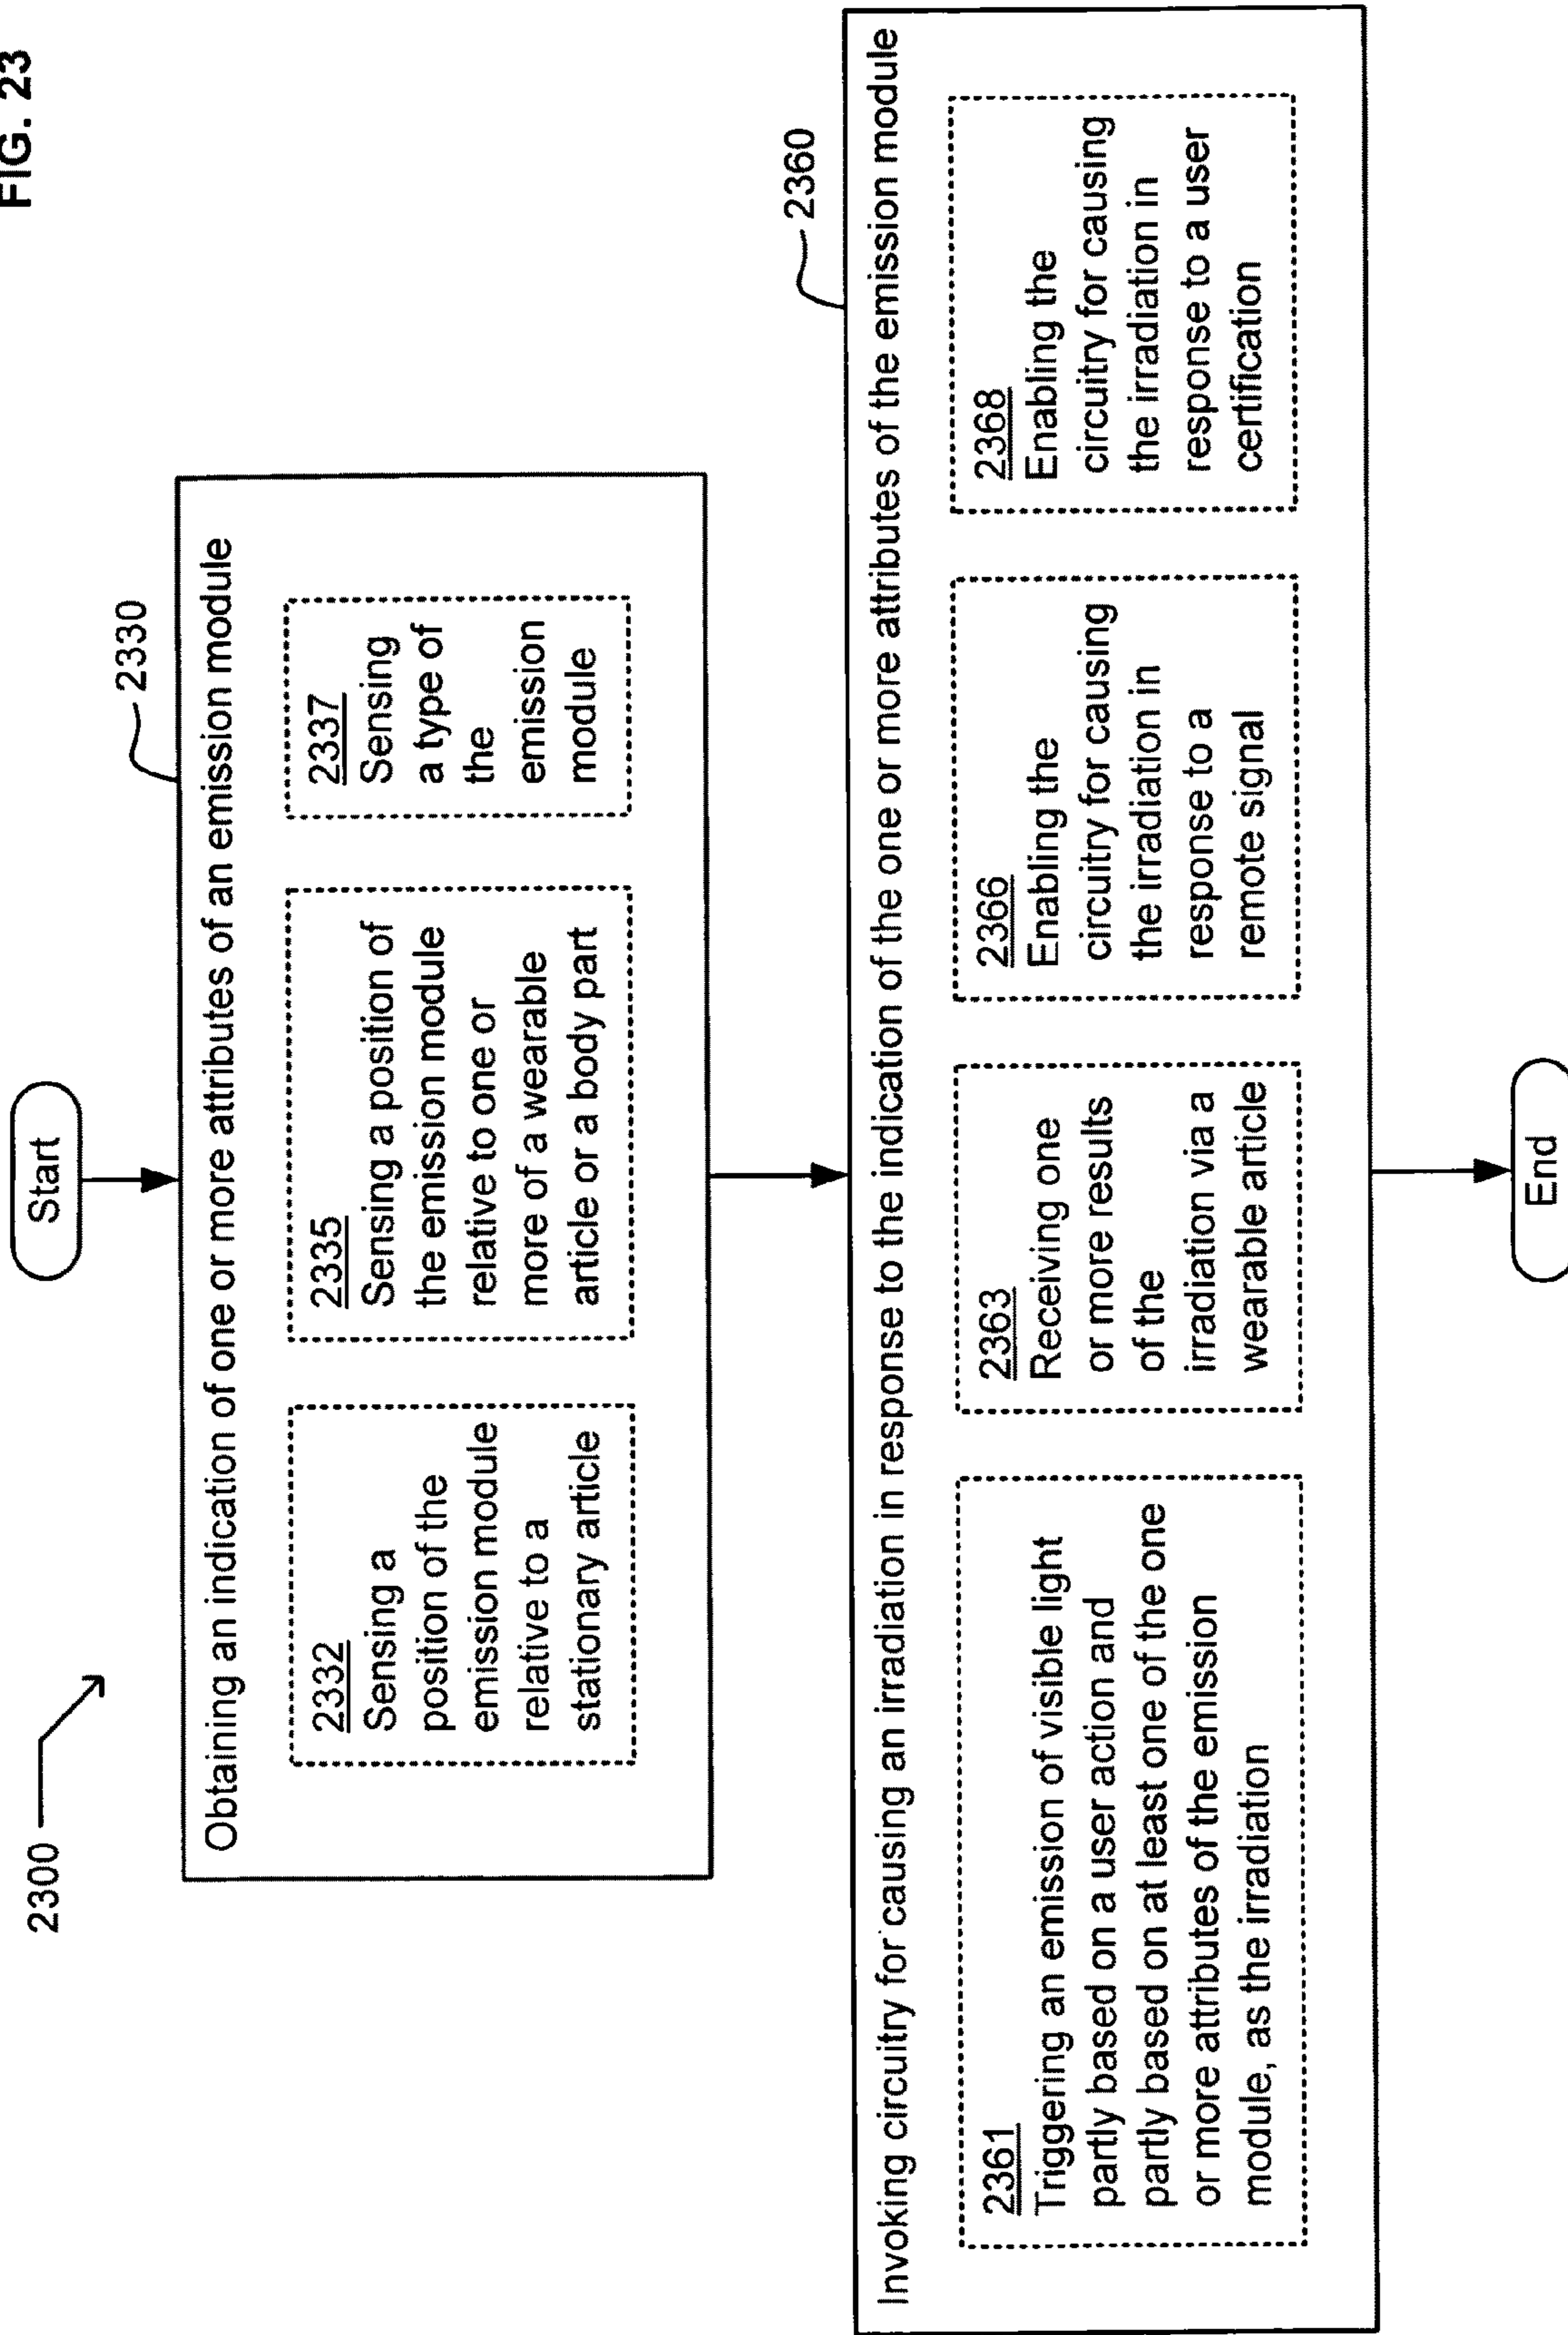 FIG. 23
2300
Start
2330
Obtaining an indication of one or more attributes of an emission module
2332
Sensing a
position of the
emission module
relative to a
stationary article
2335
Sensing a position of
the emission module
relative to one or
more of a wearable
article or a body part
2337
Sensing
a type of
the
emission
module
2360
Invoking circuitry for causing an irradiation in response to the indication of the one or more attributes of the emission module
2361
Triggering an emission of visible light
partly based on a user action and
partly based on at least one of the one
or more attributes of the emission
module, as the irradiation
2363
Receiving one
or more results
of the
irradiation via a
wearable article
2366
Enabling the
circuitry for causing
the irradiation in
response to a
remote signal
2368
Enabling the
circuitry for causing
the irradiation in
response to a user
certification
End